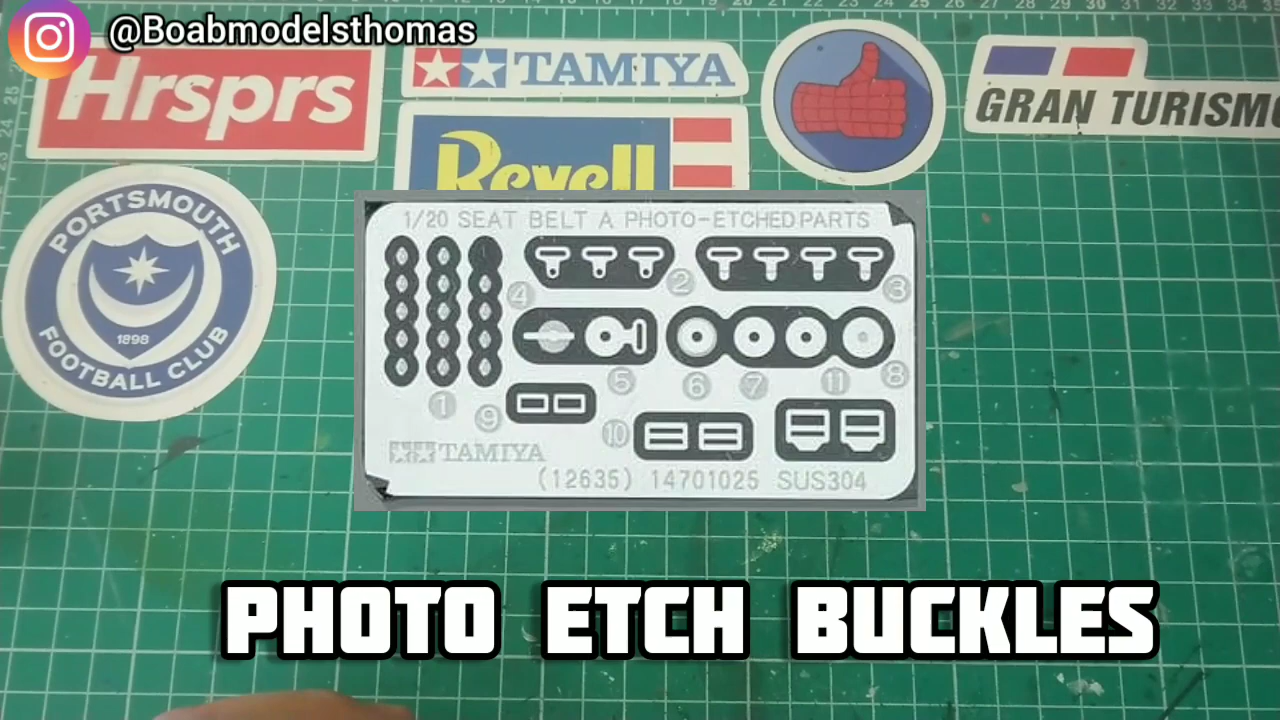 @Boabmodelsthomas
Hrsprs
TAMIYA
Revell
GRAN TURISMO
PORTSMOUTH
1898
FOOTBALL CLUB
1/20 SEAT BELT A PHOTO-ETCHED PARTS
1
2
3
4
5
6
7
8
9
10
11
TAMIYA
(12635) 14701025 SUS304
PHOTO ETCH BUCKLES